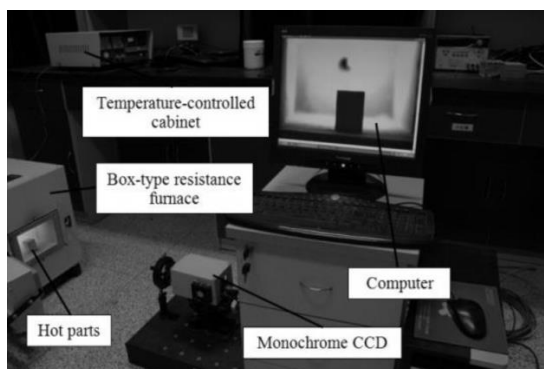 Temperature-controlled
cabinet
Box-type resistance
furnace
Computer
Hot parts
Monochrome CCD